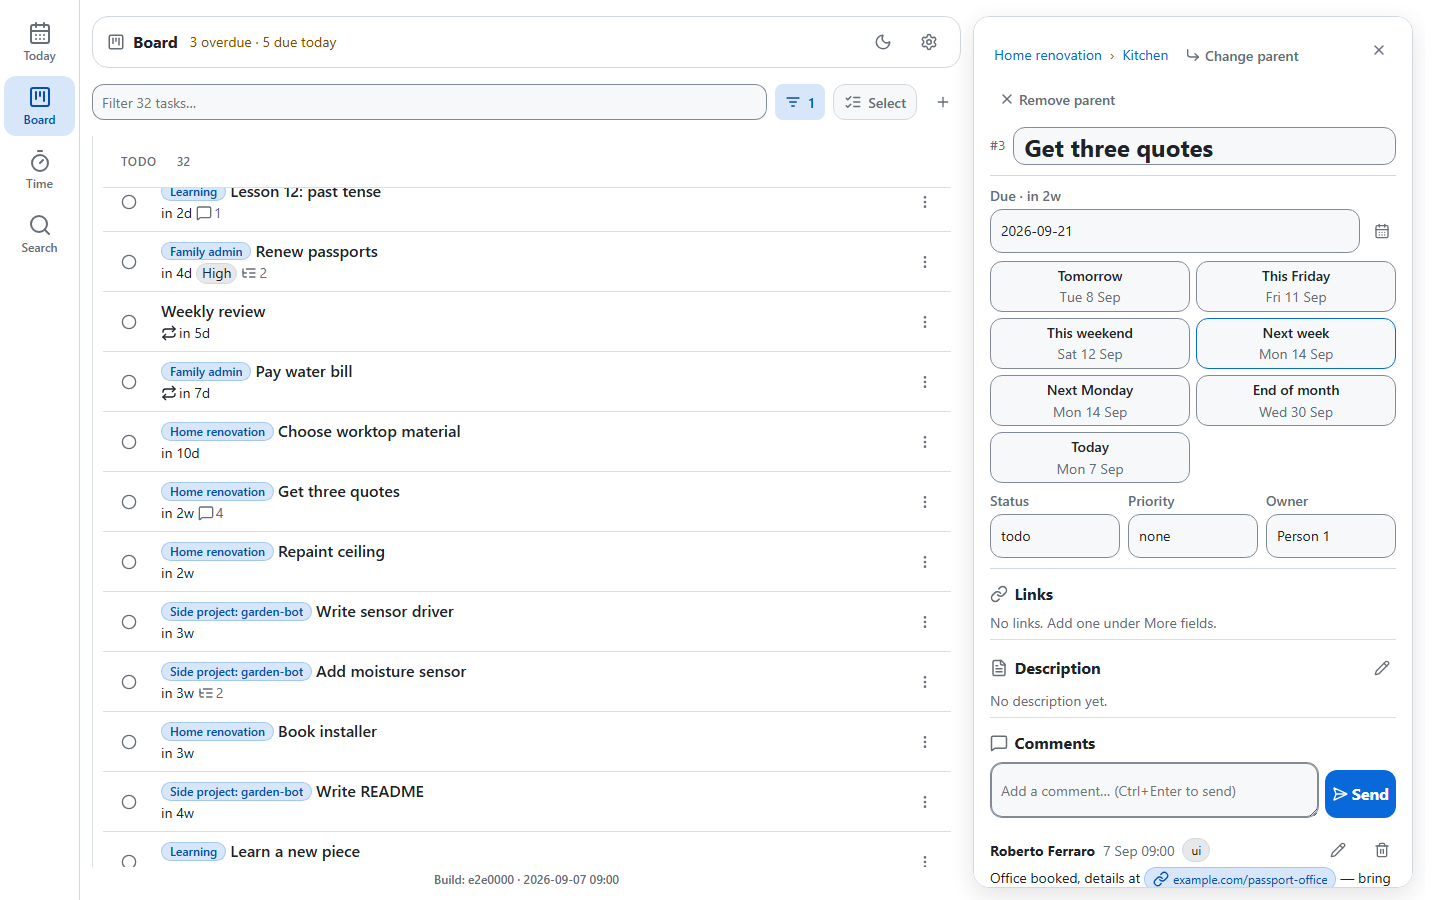 Today
Board
Time
Search
Board 3 overdue · 5 due today
Filter 32 tasks...
1
Select
TODO 32
Learning Lesson 12: past tense
in 2d 1
Family admin Renew passports
in 4d High 2
Weekly review
in 5d
Family admin Pay water bill
in 7d
Home renovation Choose worktop material
in 10d
Home renovation Get three quotes
in 2w 4
Home renovation Repaint ceiling
in 2w
Side project: garden-bot Write sensor driver
in 3w
Side project: garden-bot Add moisture sensor
in 3w 2
Home renovation Book installer
in 3w
Side project: garden-bot Write README
in 4w
Learning Learn a new piece
Build: e2e0000 · 2026-09-07 09:00
Home renovation › Kitchen Change parent
Remove parent
#3 Get three quotes
Due · in 2w
2026-09-21
Tomorrow
Tue 8 Sep
This Friday
Fri 11 Sep
This weekend
Sat 12 Sep
Next week
Mon 14 Sep
Next Monday
Mon 14 Sep
End of month
Wed 30 Sep
Today
Mon 7 Sep
Status Priority Owner
todo none Person 1
Links
No links. Add one under More fields.
Description
No description yet.
Comments
Add a comment... (Ctrl+Enter to send)
Send
Roberto Ferraro 7 Sep 09:00 ui
Office booked, details at example.com/passport-office — bring